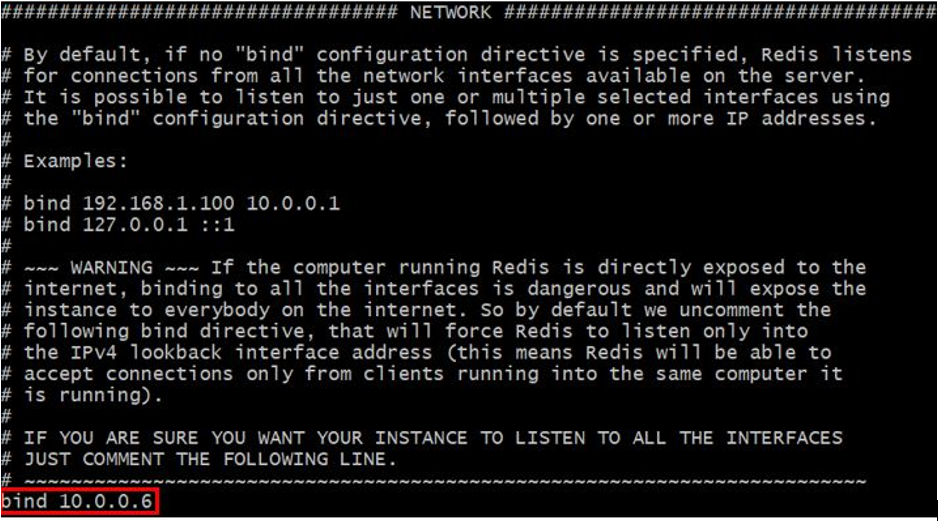 ################################## NETWORK #####################################
# By default, if no "bind" configuration directive is specified, Redis listens
# for connections from all the network interfaces available on the server.
# It is possible to listen to just one or multiple selected interfaces using
# the "bind" configuration directive, followed by one or more IP addresses.
#
# Examples:
#
# bind 192.168.1.100 10.0.0.1
# bind 127.0.0.1 ::1
#
# ~~~ WARNING ~~~ If the computer running Redis is directly exposed to the
# internet, binding to all the interfaces is dangerous and will expose the
# instance to everybody on the internet. So by default we uncomment the
# following bind directive, that will force Redis to listen only into
# the IPv4 lookback interface address (this means Redis will be able to
# accept connections only from clients running into the same computer it
# is running).
#
# IF YOU ARE SURE YOU WANT YOUR INSTANCE TO LISTEN TO ALL THE INTERFACES
# JUST COMMENT THE FOLLOWING LINE.
# ~~~~~~~~~~~~~~~~~~~~~~~~~~~~~~~~~~~~~~~~~~~~~~~~~~~~~~~~~~~~~~~~~~~~~~~~
bind 10.0.0.6